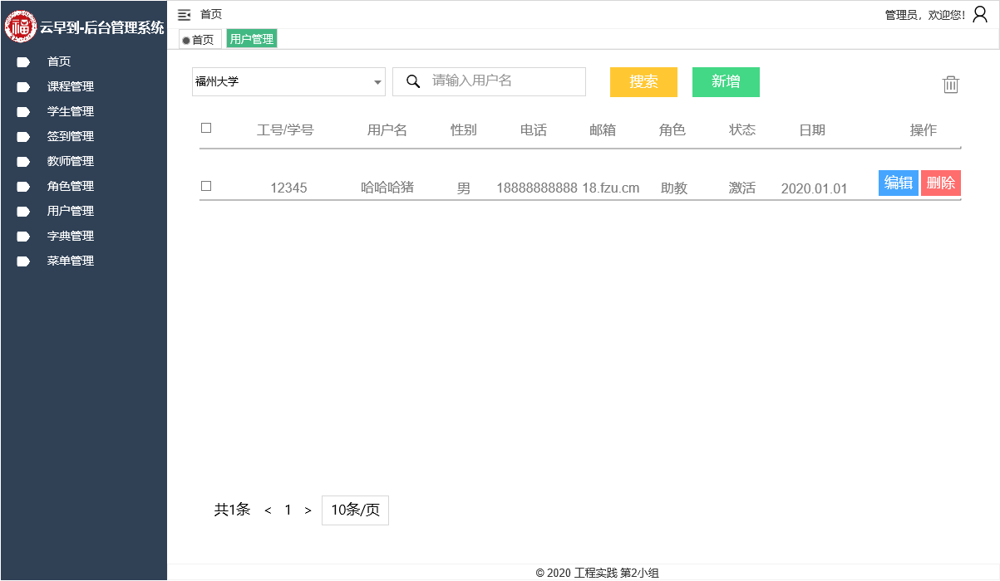 福 云早到-后台管理系统
首页
课程管理
学生管理
签到管理
教师管理
角色管理
用户管理
字典管理
菜单管理
首页 管理员，欢迎您！
首页 用户管理
福州大学 请输入用户名 搜索 新增
工号/学号 用户名 性别 电话 邮箱 角色 状态 日期 操作
12345 哈哈哈猪 男 18888888888 18.fzu.cm 助教 激活 2020.01.01 编辑 删除
共1条 < 1 > 10条/页
© 2020 工程实践 第2小组